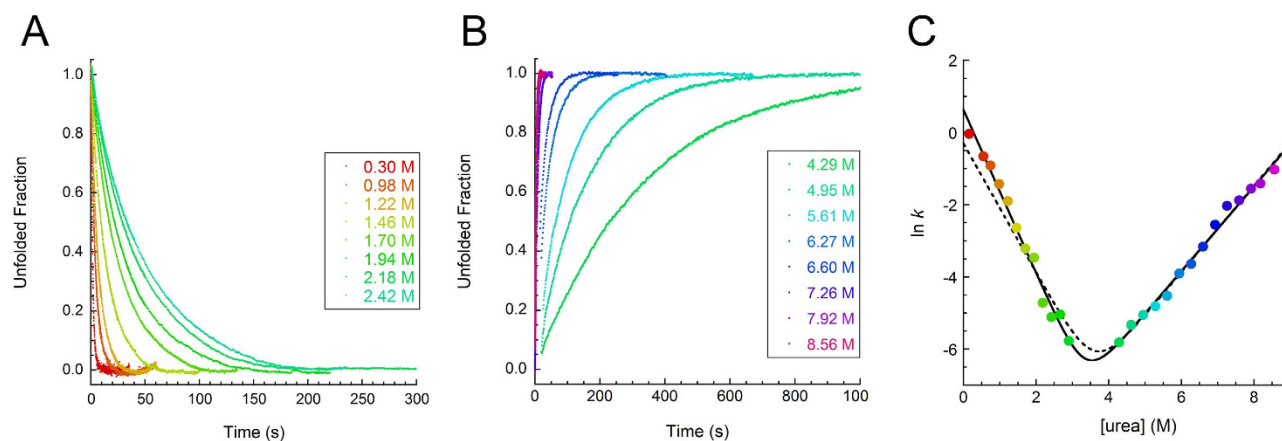 A
Unfolded Fraction
1.0
0.8
0.6
0.4
0.2
0.0
0.30 M
0.98 M
1.22 M
1.46 M
1.70 M
1.94 M
2.18 M
2.42 M
0 50 100 150 200 250 300
Time (s)
B
Unfolded Fraction
1.0
0.8
0.6
0.4
0.2
0.0
4.29 M
4.95 M
5.61 M
6.27 M
6.60 M
7.26 M
7.92 M
8.56 M
0 200 400 600 800 1000
Time (s)
C
ln k
2
0
-2
-4
-6
0 2 4 6 8
[urea] (M)